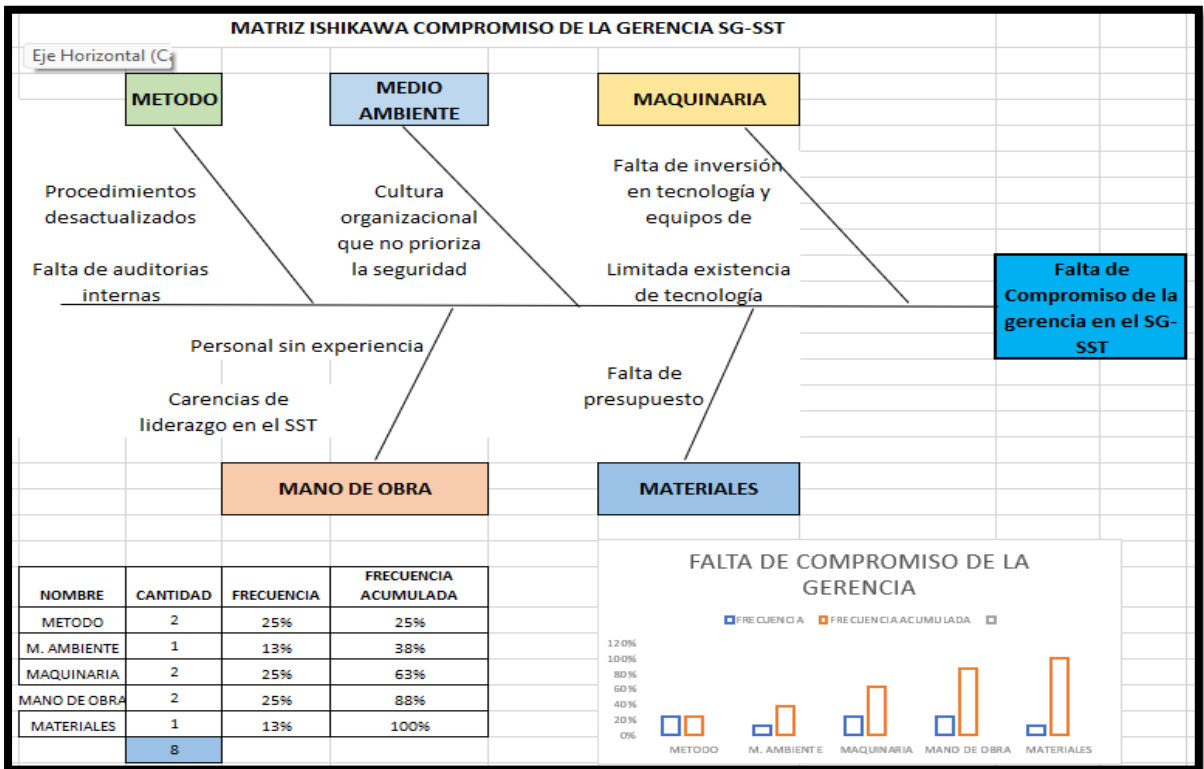 MATRIZ ISHIKAWA COMPROMISO DE LA GERENCIA SG-SST
Eje Horizontal (Ca
METODO
MEDIO
AMBIENTE
MAQUINARIA
Procedimientos
desactualizados
Falta de auditorias
internas
Cultura
organizacional
que no prioriza
la seguridad
Falta de inversión
en tecnología y
equipos de
Limitada existencia
de tecnología
Falta de
Compromiso de la
gerencia en el SG-
SST
Personal sin experiencia
Carencias de
liderazgo en el SST
Falta de
presupuesto
MANO DE OBRA
MATERIALES
NOMBRE CANTIDAD FRECUENCIA FRECUENCIA ACUMULADA
METODO 2 25% 25%
M. AMBIENTE 1 13% 38%
MAQUINARIA 2 25% 63%
MANO DE OBRA 2 25% 88%
MATERIALES 1 13% 100%
8
FALTA DE COMPROMISO DE LA
GERENCIA
FRECUENCIA FRECUENCIA ACUMULADA
120%
100%
80%
60%
40%
20%
0%
METODO M. AMBIENTE MAQUINARIA MANO DE OBRA MATERIALES